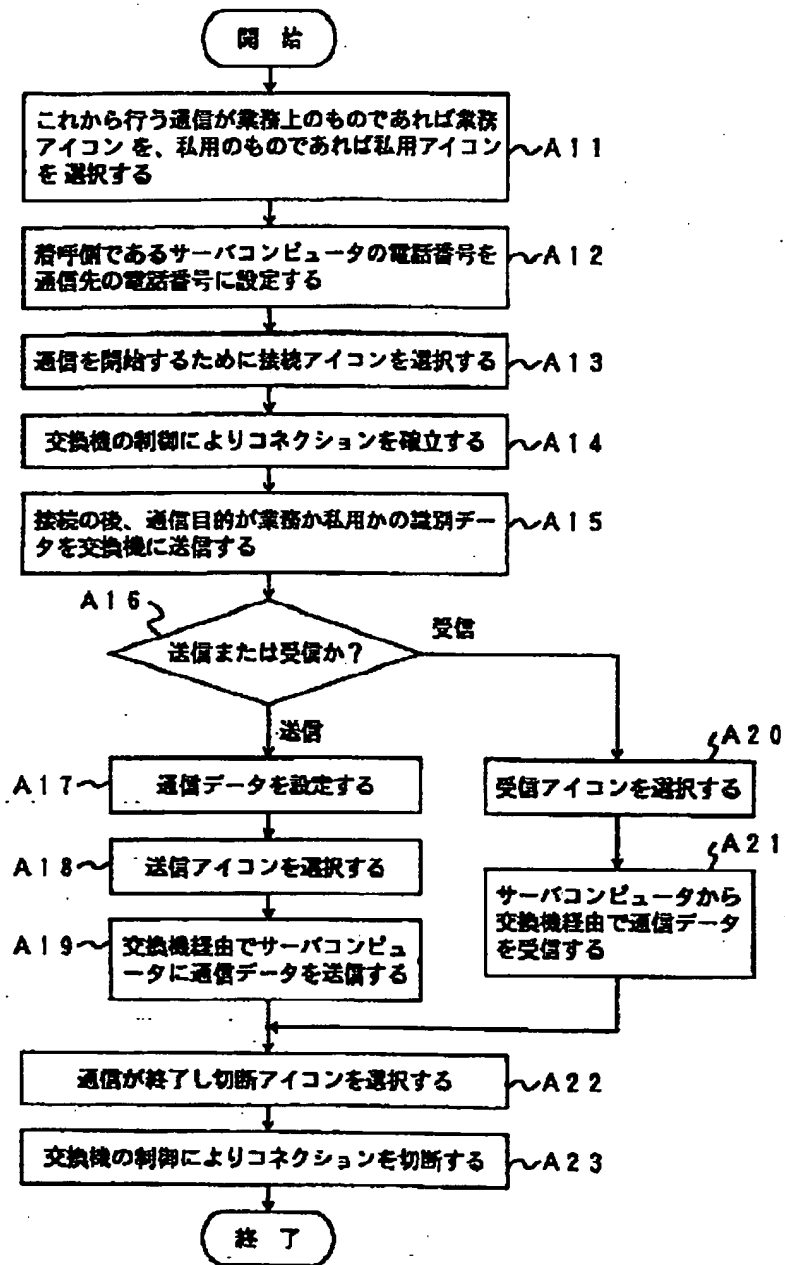 開 始
これから行う通信が業務上のものであれば業務
アイコンを、私用のものであれば私用アイコン
を選択する
A11
着呼側であるサーバコンピュータの電話番号を
通信先の電話番号に設定する
A12
通信を開始するために接続アイコンを選択する
A13
交換機の制御によりコネクションを確立する
A14
接続の後、通信目的が業務か私用かの識別デー
タを交換機に送信する
A15
A16
送信または受信か?
受信
送信
A17
通信データを設定する
A18
送信アイコンを選択する
A19
交換機経由でサーバコンピュ
ータに通信データを送信する
A20
受信アイコンを選択する
A21
サーバコンピュータから
交換機経由で通信データ
を受信する
通信が終了し切断アイコンを選択する
A22
交換機の制御によりコネクションを切断する
A23
終 了